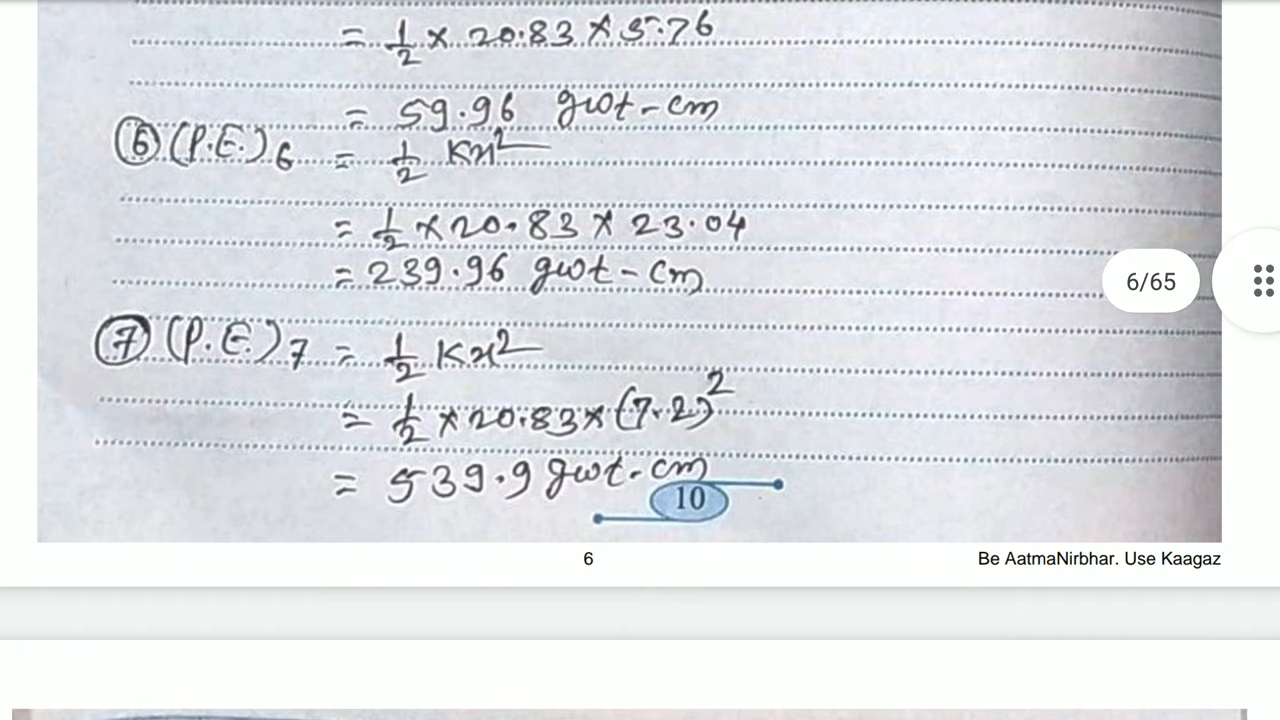 = 1/2 × 20.83 × 5.76
= 59.96 gwt-cm
⑥ (P.E.)₆ = 1/2 Kx²
= 1/2 × 20.83 × 23.04
= 239.96 gwt-cm
6/65
⑦ (P.E.)₇ = 1/2 Kx²
= 1/2 × 20.83 × (7.2)²
= 539.9 gwt-cm
10
6
Be AatmaNirbhar. Use Kaagaz